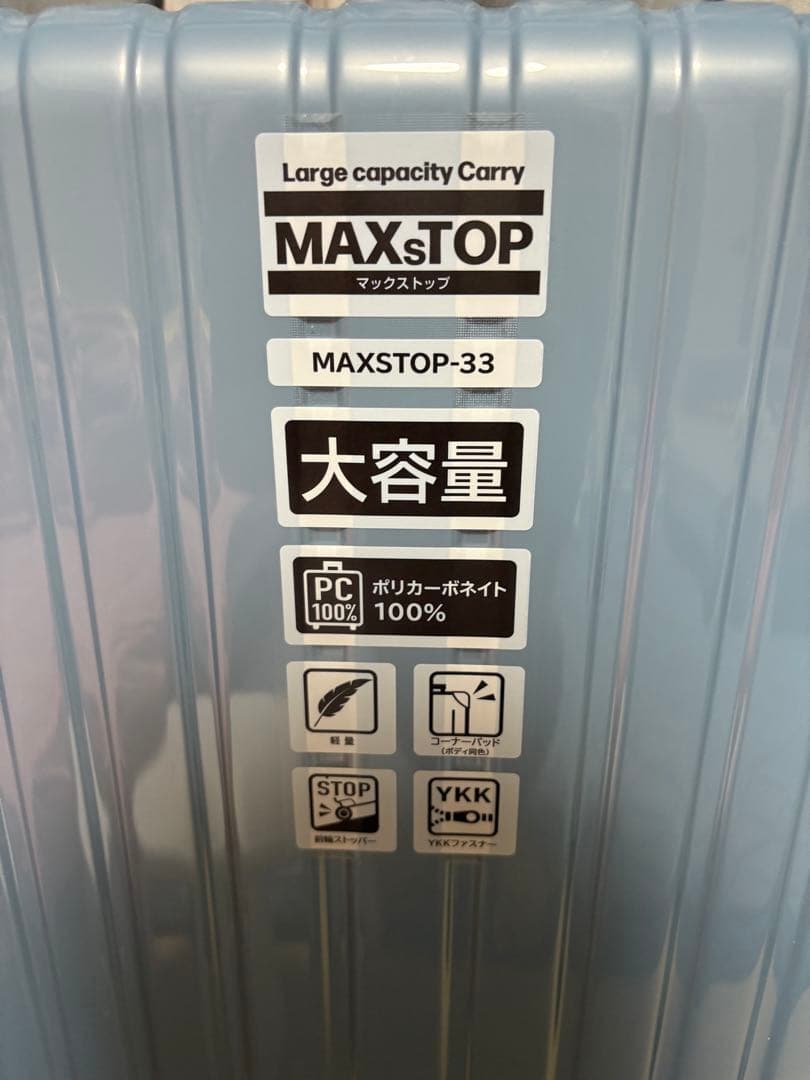 Large capacity Carry
MAXsTOP
マックストップ
MAXSTOP-33
大容量
PC
100%
ポリカーボネイト
100%
軽量
コーナーパッド
(ボディ同色)
STOP
前輪ストッパー
YKK
YKKファスナー